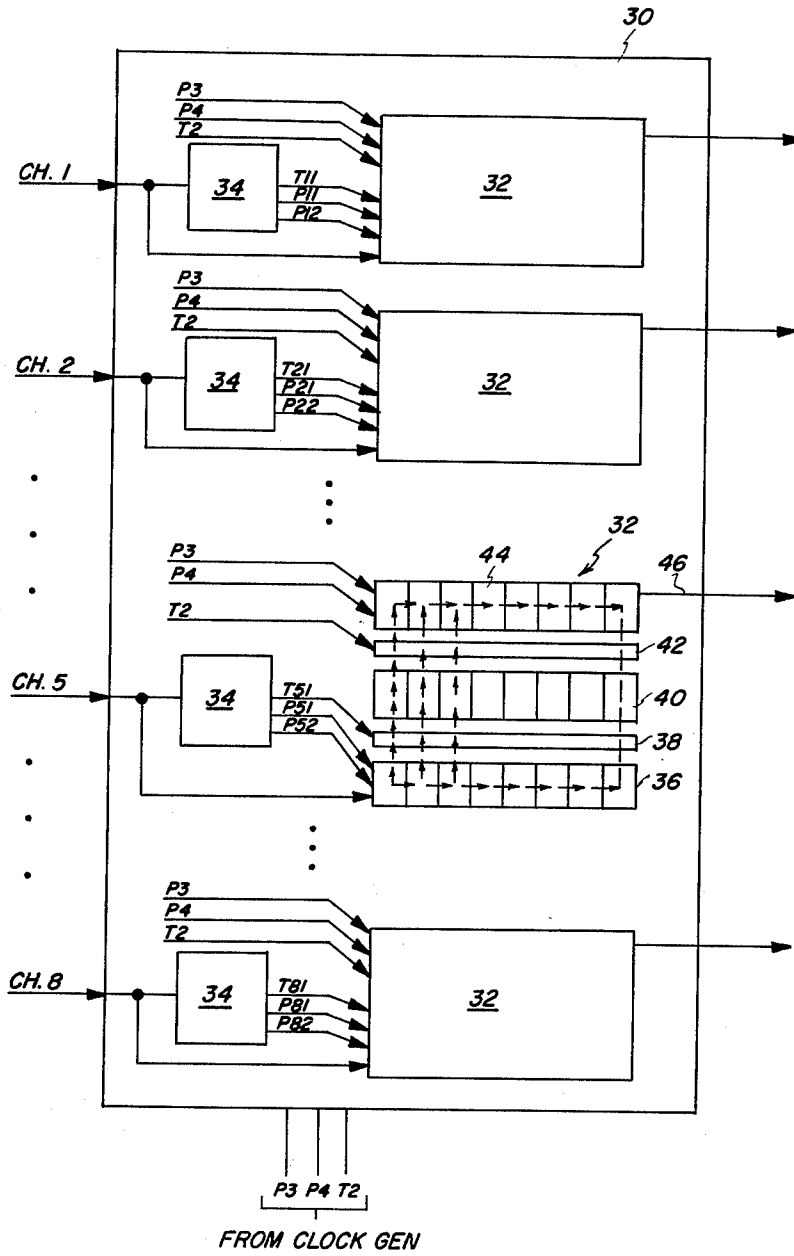 30
P3
P4
T2
CH. 1
34
T11
P11
P12
32
P3
P4
T2
CH. 2
34
T21
P21
P22
32
32
P3
44
46
P4
T2
42
CH. 5
34
T51
P51
P52
40
38
36
P3
P4
T2
CH. 8
34
T81
P81
P82
32
P3 P4 T2
FROM CLOCK GEN